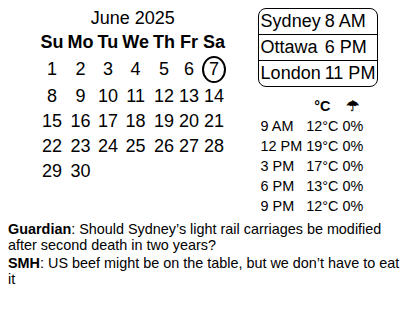 June 2025
Su Mo Tu We Th Fr Sa
1 2 3 4 5 6 7
8 9 10 11 12 13 14
15 16 17 18 19 20 21
22 23 24 25 26 27 28
29 30
Sydney 8 AM
Ottawa 6 PM
London 11 PM
°C ☂
9 AM 12°C 0%
12 PM 19°C 0%
3 PM 17°C 0%
6 PM 13°C 0%
9 PM 12°C 0%
Guardian: Should Sydney’s light rail carriages be modified
after second death in two years?
SMH: US beef might be on the table, but we don’t have to eat
it